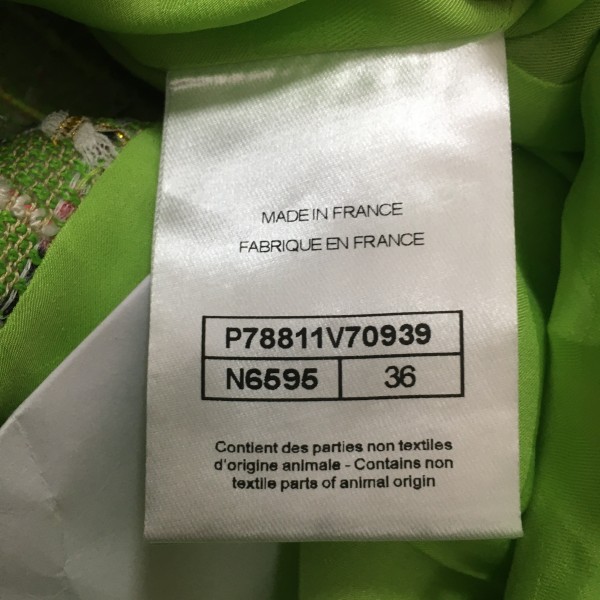 MADE IN FRANCE
FABRIQUE EN FRANCE
P78811V70939
N6595 36
Contient des parties non textiles
d'origine animale - Contains non
textile parts of animal origin